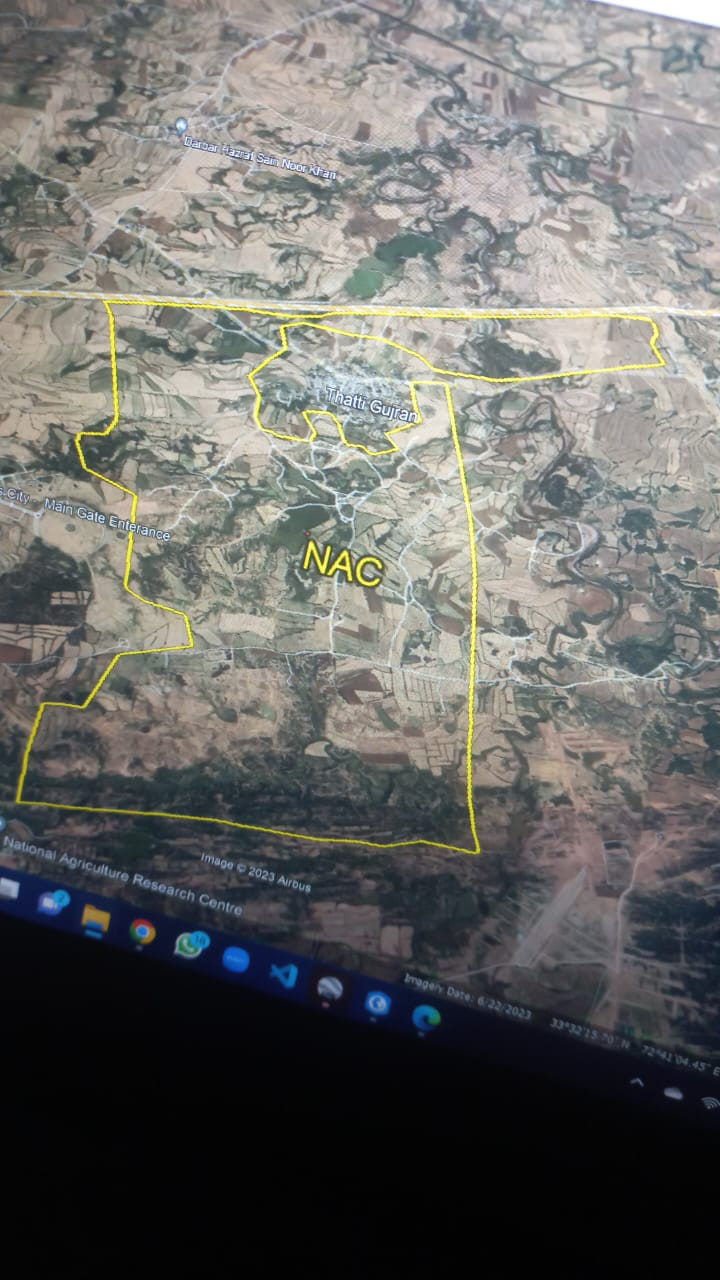 Darbar Hazrat Sain Noor Khan
Thatti Gujran
City - Main Gate Enterance
NAC
National Agriculture Research Centre
Image © 2023 Airbus
Imagery Date: 6/22/2023
33°32'15.70" N
72°41'04.45" E